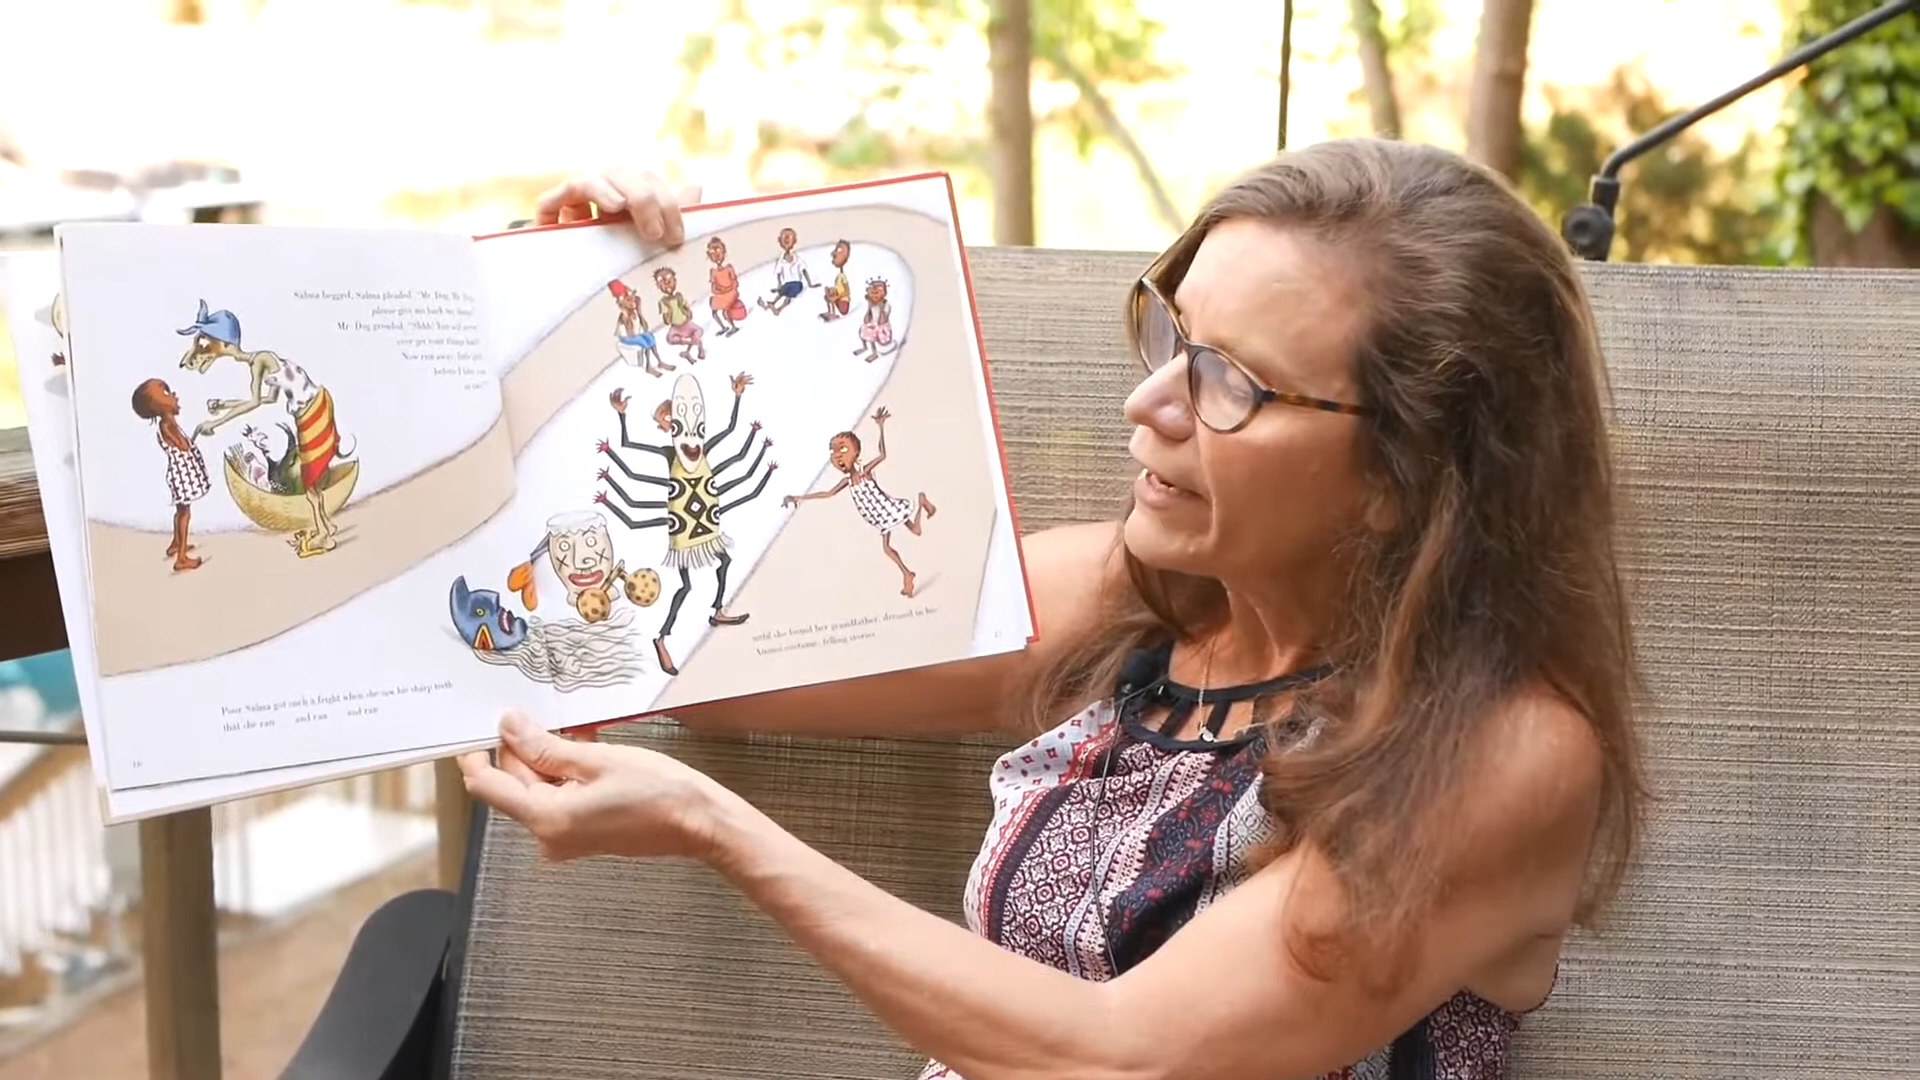 Salma begged, Salma pleaded, "Mr. Dog, Mr. Dog,
please give me back my things"
Mr. Dog growled, "Ahhh! You will never
ever get your things back
Now run away, little girl,
before I bite you
in two."
Poor Salma got such a fright when she saw his sharp teeth
that she ran and ran and ran
16
until she found her grandfather, dressed in his
Anansi costume, telling stories.
17